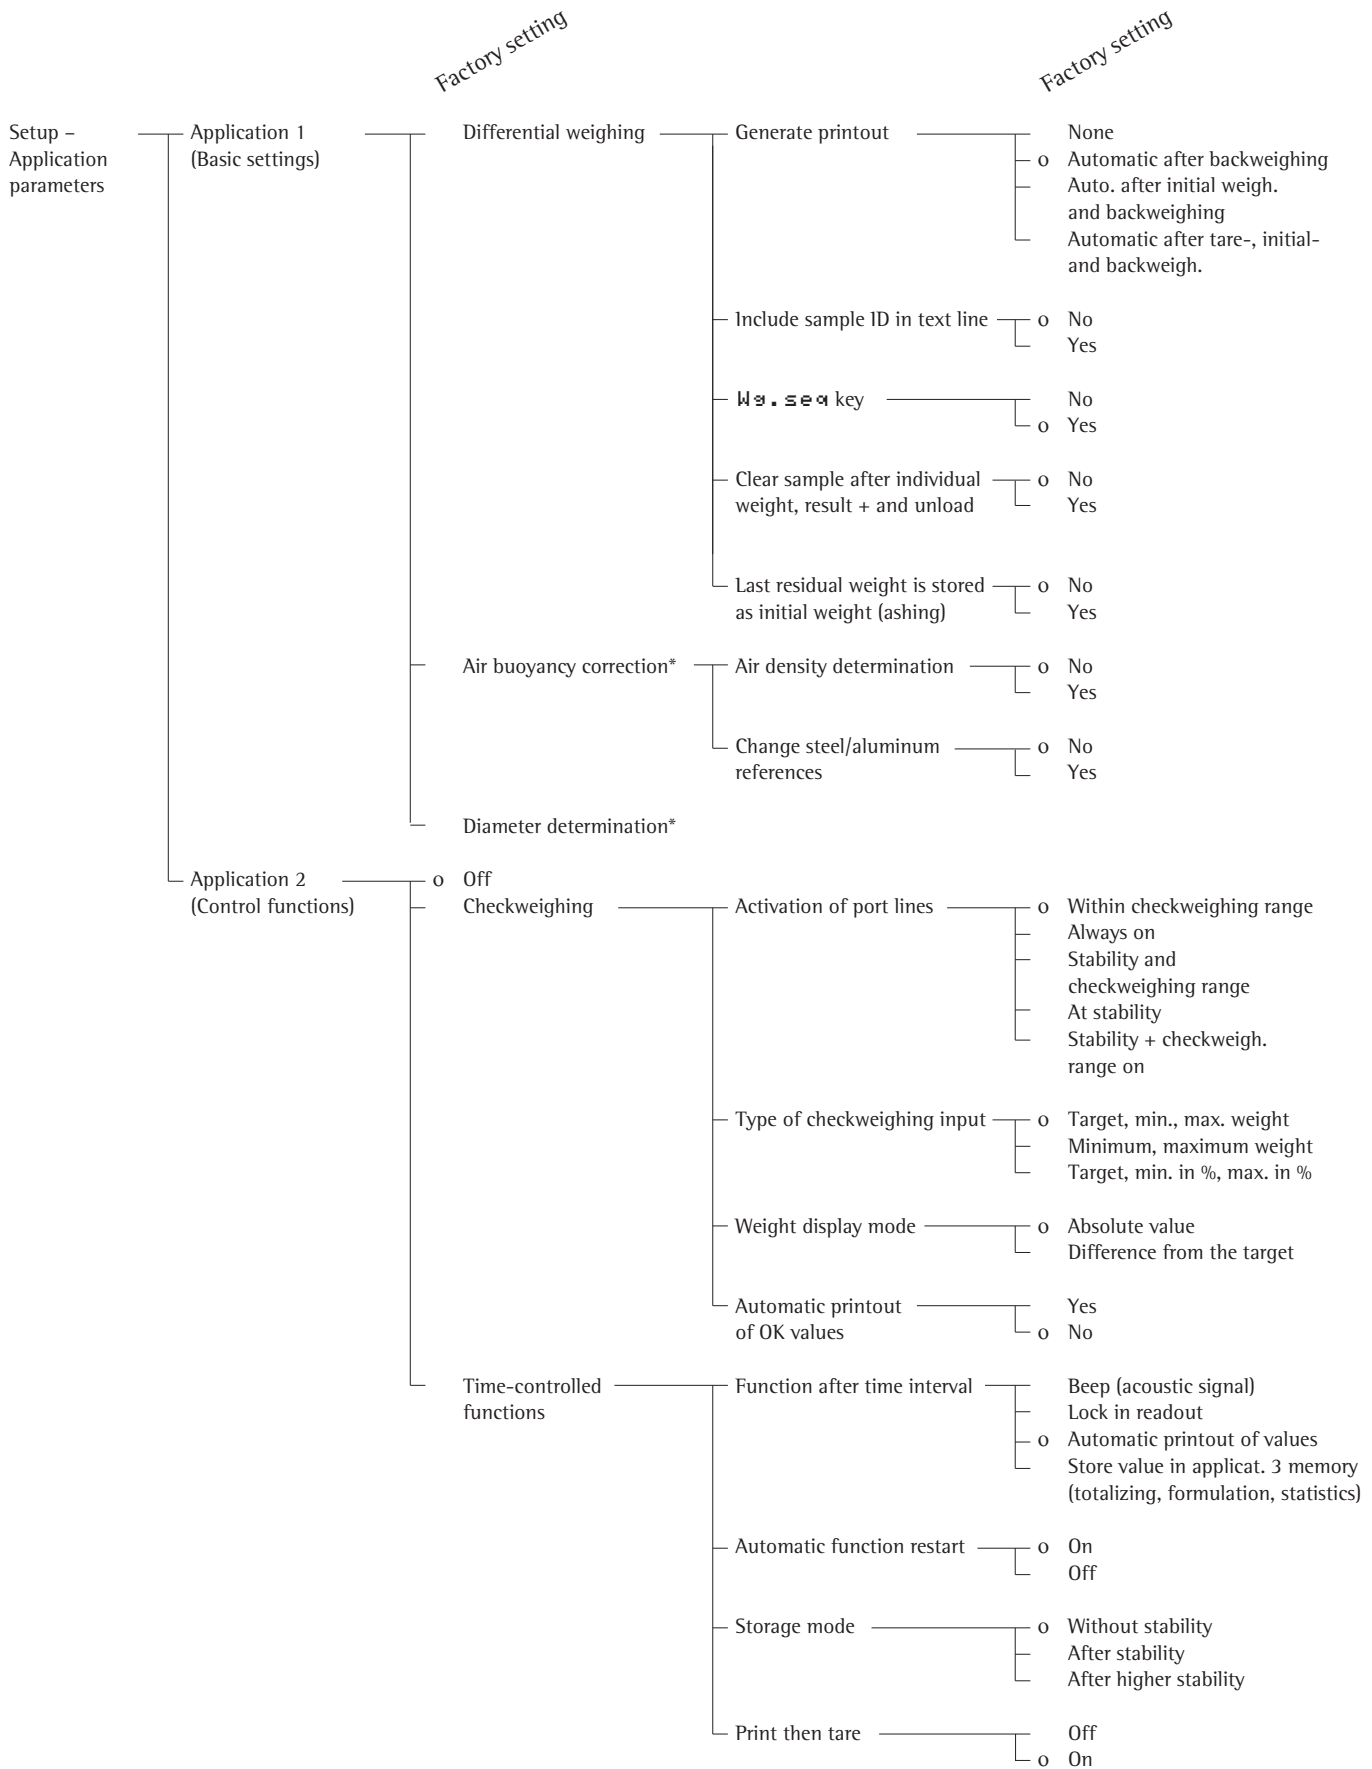 Factory setting
Factory setting
Setup –
Application
parameters
Application 1
(Basic settings)
Differential weighing
Generate printout
None
o Automatic after backweighing
Auto. after initial weigh.
and backweighing
Automatic after tare-, initial-
and backweigh.
Include sample ID in text line
o No
Yes
Wg.seq key
No
o Yes
Clear sample after individual
weight, result + and unload
o No
Yes
Last residual weight is stored
as initial weight (ashing)
o No
Yes
Air buoyancy correction*
Air density determination
o No
Yes
Change steel/aluminum
references
o No
Yes
Diameter determination*
Application 2
(Control functions)
o Off
Checkweighing
Activation of port lines
o Within checkweighing range
Always on
Stability and
checkweighing range
At stability
Stability + checkweigh.
range on
Type of checkweighing input
o Target, min., max. weight
Minimum, maximum weight
Target, min. in %, max. in %
Weight display mode
o Absolute value
Difference from the target
Automatic printout
of OK values
Yes
o No
Time-controlled
functions
Function after time interval
Beep (acoustic signal)
Lock in readout
o Automatic printout of values
Store value in applicat. 3 memory
(totalizing, formulation, statistics)
Automatic function restart
o On
Off
Storage mode
o Without stability
After stability
After higher stability
Print then tare
Off
o On